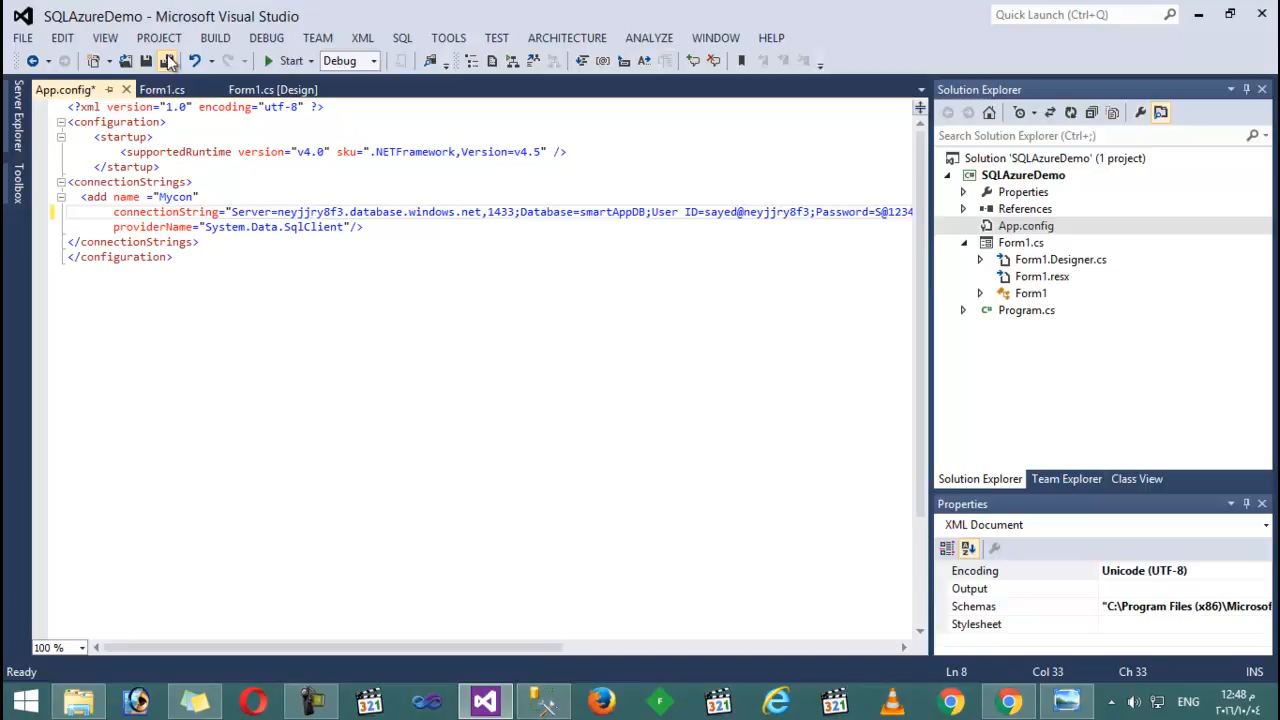 SQLAzureDemo - Microsoft Visual Studio
Quick Launch (Ctrl+Q)
FILE EDIT VIEW PROJECT BUILD DEBUG TEAM XML SQL TOOLS TEST ARCHITECTURE ANALYZE WINDOW HELP
Start Debug
Server Explorer
Toolbox
App.config* Form1.cs Form1.cs [Design]
<?xml version="1.0" encoding="utf-8" ?>
<configuration>
<startup>
<supportedRuntime version="v4.0" sku=".NETFramework,Version=v4.5" />
</startup>
<connectionStrings>
<add name ="Mycon"
connectionString="Server=neyjjry8f3.database.windows.net,1433;Database=smartAppDB;User ID=sayed@neyjjry8f3;Password=S@1234
providerName="System.Data.SqlClient"/>
</connectionStrings>
</configuration>
100 %
Solution Explorer
Search Solution Explorer (Ctrl+;)
Solution 'SQLAzureDemo' (1 project)
SQLAzureDemo
Properties
References
App.config
Form1.cs
Form1.Designer.cs
Form1.resx
Form1
Program.cs
Solution Explorer Team Explorer Class View
Properties
XML Document
Encoding Unicode (UTF-8)
Output
Schemas "C:\Program Files (x86)\Microsof
Stylesheet
Ready Ln 8 Col 33 Ch 33 INS
321 321 321
ENG
12:48 م